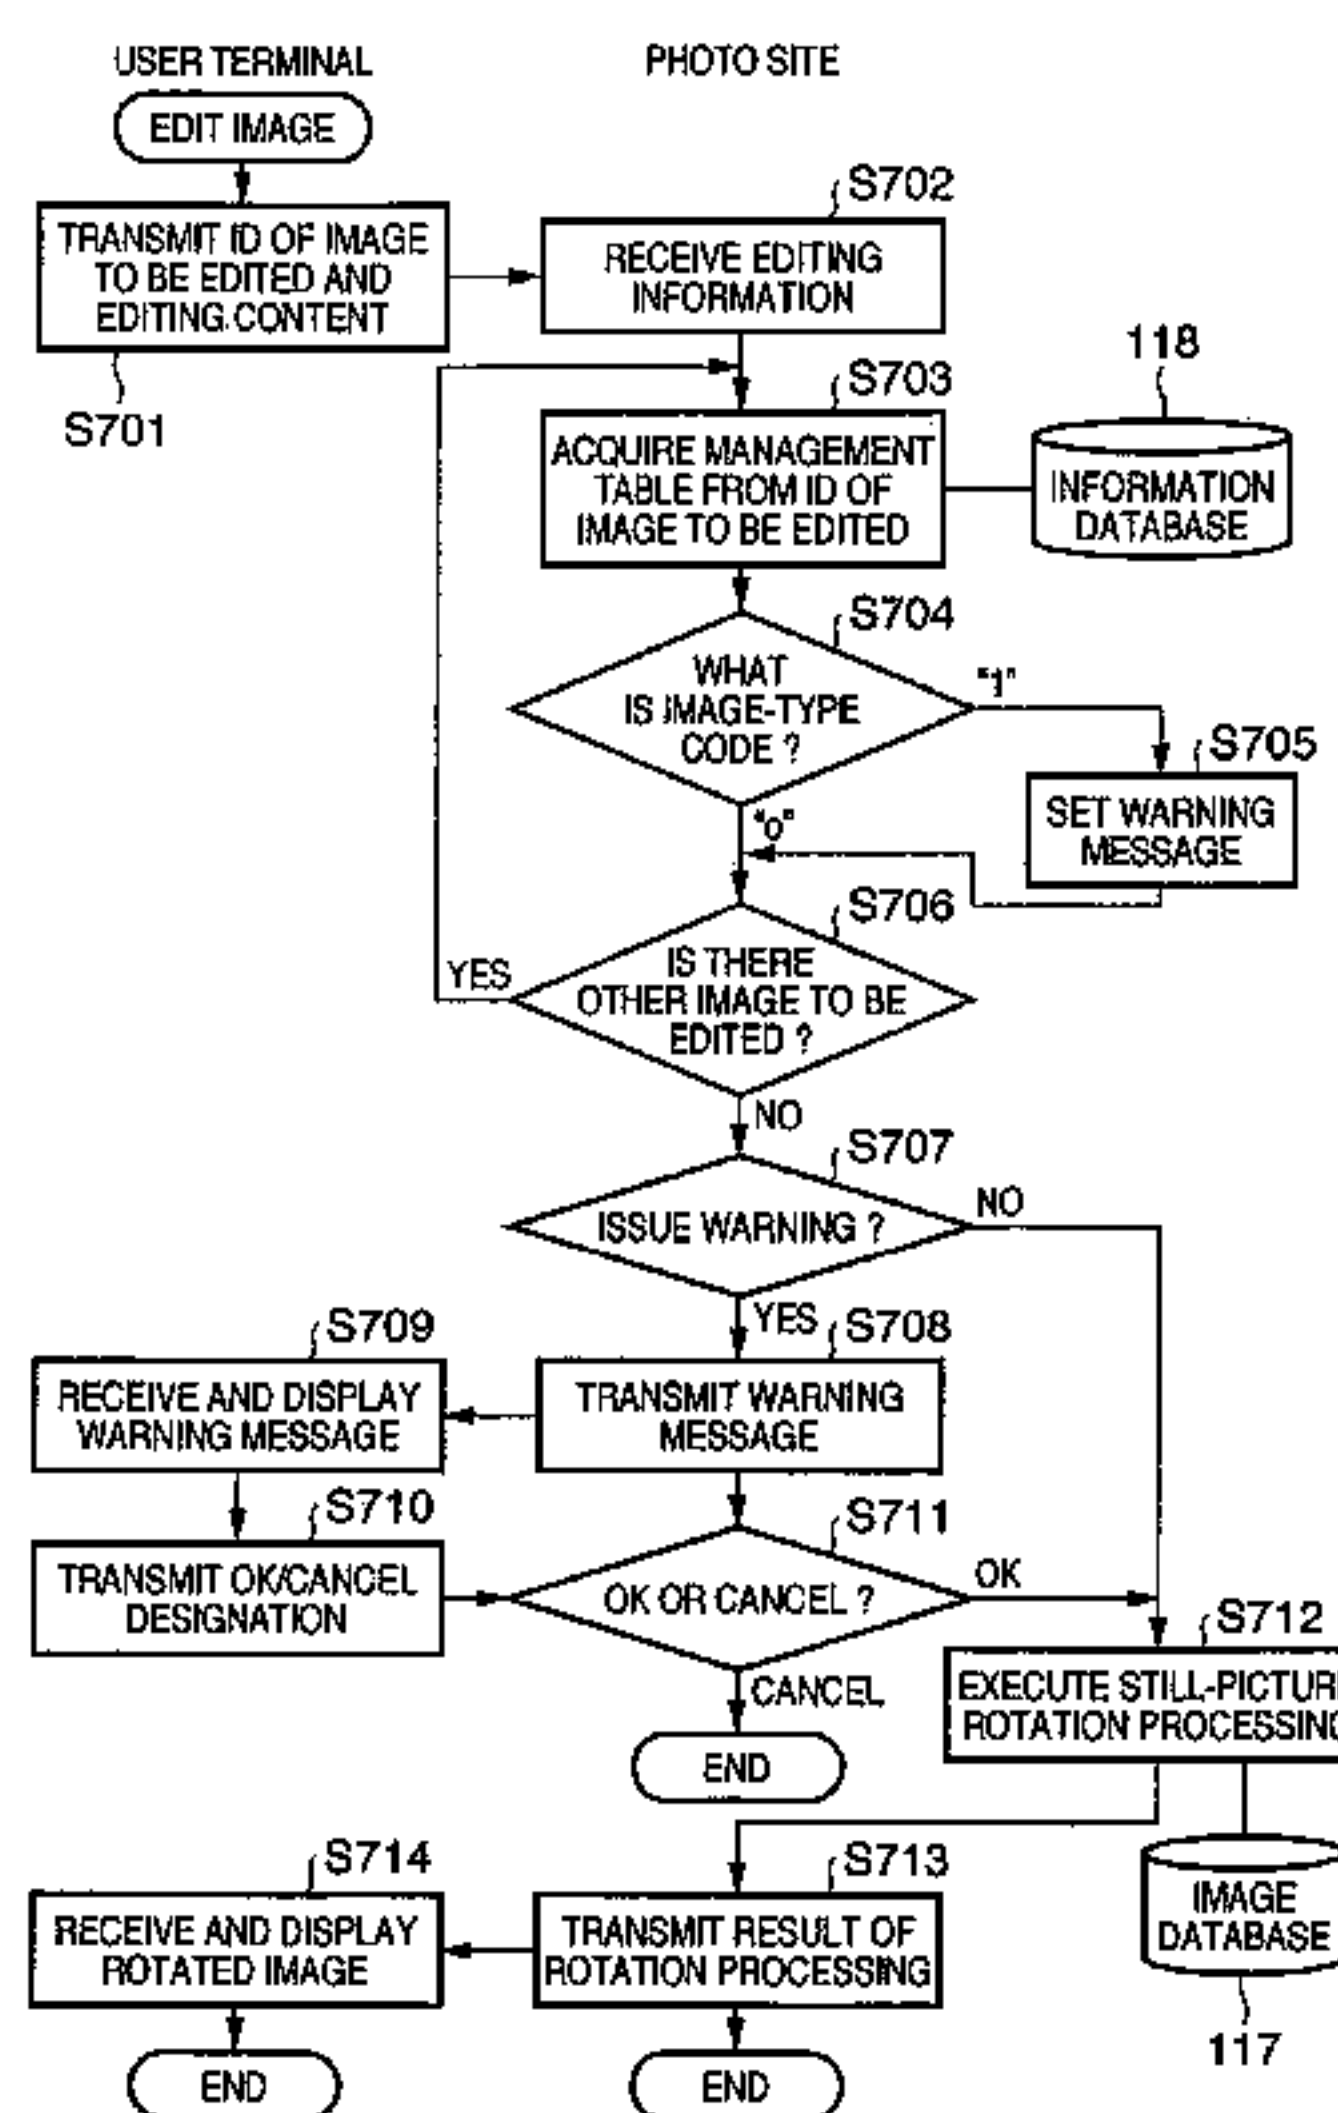 USER TERMINAL
PHOTO SITE
EDIT IMAGE
S702
TRANSMIT ID OF IMAGE
TO BE EDITED AND
EDITING CONTENT
RECEIVE EDITING
INFORMATION
S701
118
S703
ACQUIRE MANAGEMENT
TABLE FROM ID OF
IMAGE TO BE EDITED
INFORMATION
DATABASE
S704
WHAT
IS IMAGE-TYPE
CODE ?
"1"
S705
SET WARNING
MESSAGE
"0"
S706
IS THERE
OTHER IMAGE TO BE
EDITED ?
YES
NO
S707
ISSUE WARNING ?
NO
YES
S709
S708
RECEIVE AND DISPLAY
WARNING MESSAGE
TRANSMIT WARNING
MESSAGE
S710
S711
TRANSMIT OK/CANCEL
DESIGNATION
OK OR CANCEL ?
OK
S712
CANCEL
EXECUTE STILL-PICTURE
ROTATION PROCESSING
END
S714
S713
RECEIVE AND DISPLAY
ROTATED IMAGE
TRANSMIT RESULT OF
ROTATION PROCESSING
IMAGE
DATABASE
117
END
END